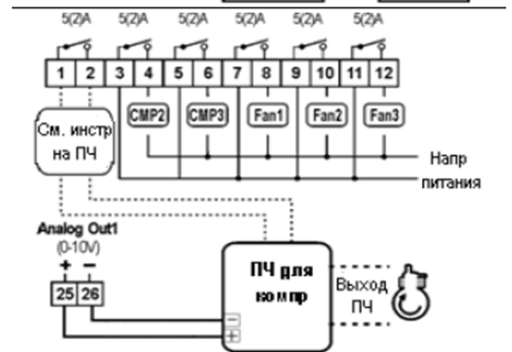 5(2)A 5(2)A 5(2)A 5(2)A 5(2)A 5(2)A
1 2 3 4 5 6 7 8 9 10 11 12
CMP2 CMP3 Fan1 Fan2 Fan3
См. инстр
на ПЧ
Напр
питания
Analog Out1
(0-10V)
+ −
25 26
ПЧ для
компр
− +
Выход
ПЧ